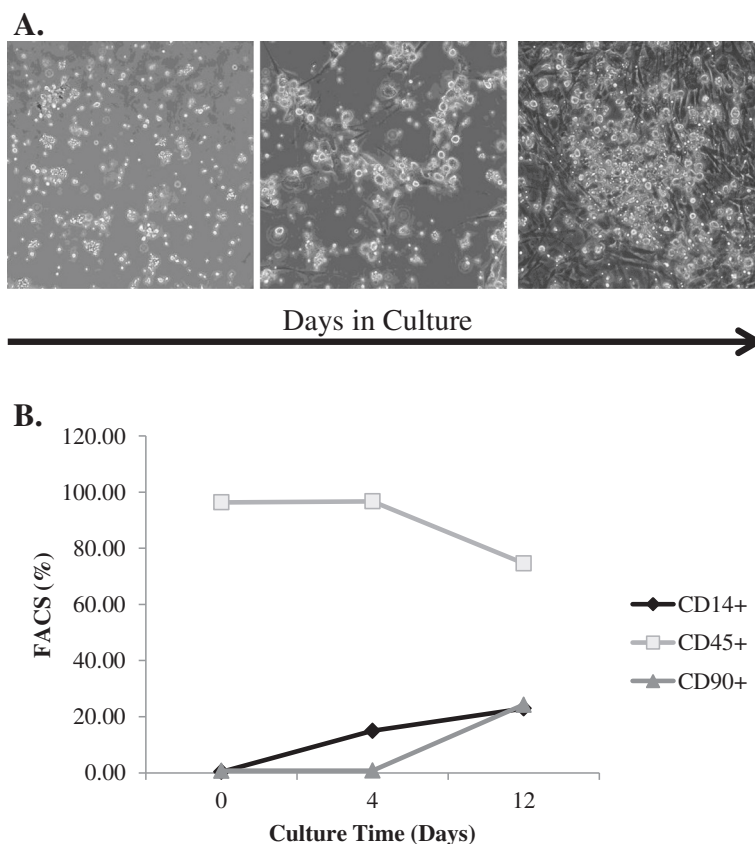 A.
Days in Culture
B.
120.00
100.00
80.00
60.00
40.00
20.00
0.00
FACS (%)
0 4 12
Culture Time (Days)
CD14+
CD45+
CD90+